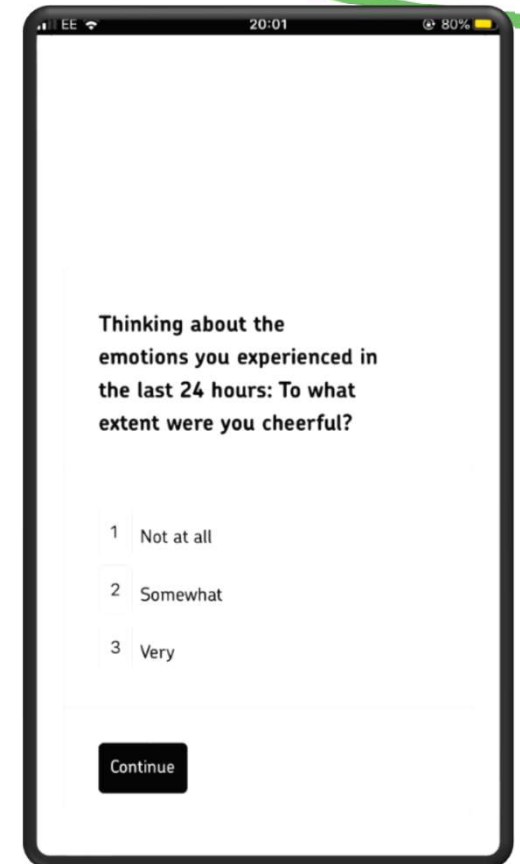 EE 20:01 80%
Thinking about the
emotions you experienced in
the last 24 hours: To what
extent were you cheerful?
1 Not at all
2 Somewhat
3 Very
Continue